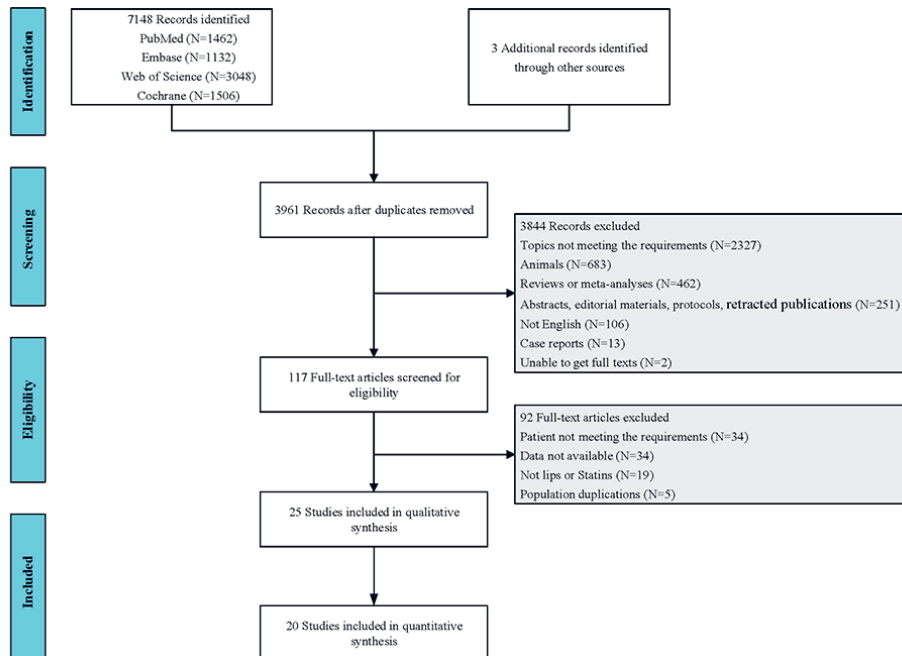 Identification
7148 Records identified
PubMed (N=1462)
Embase (N=1132)
Web of Science (N=3048)
Cochrane (N=1506)
3 Additional records identified
through other sources
Screening
3961 Records after duplicates removed
3844 Records excluded
Topics not meeting the requirements (N=2327)
Animals (N=683)
Reviews or meta-analyses (N=462)
Abstracts, editorial materials, protocols, retracted publications (N=251)
Not English (N=106)
Case reports (N=13)
Unable to get full texts (N=2)
Eligibility
117 Full-text articles screened for
eligibility
92 Full-text articles excluded
Patient not meeting the requirements (N=34)
Data not available (N=34)
Not lips or Statins (N=19)
Population duplications (N=5)
25 Studies included in qualitative
synthesis
Included
20 Studies included in quantitative
synthesis